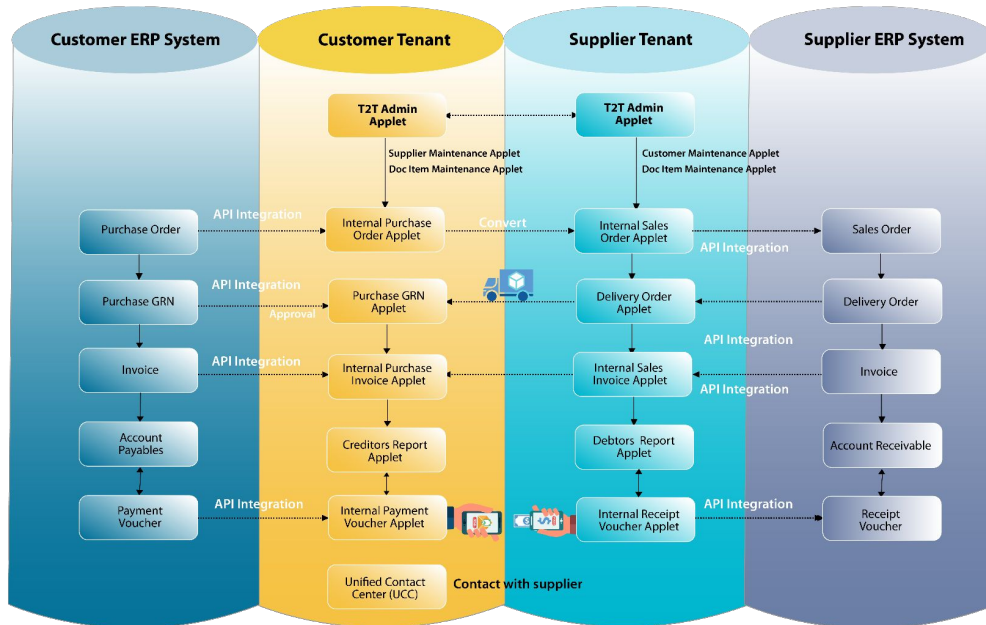 Customer ERP System
Customer Tenant
Supplier Tenant
Supplier ERP System
T2T Admin
Applet
T2T Admin
Applet
Supplier Maintenance Applet
Doc Item Maintenance Applet
Customer Maintenance Applet
Doc Item Maintenance Applet
Purchase Order
API Integration
Internal Purchase
Order Applet
Convert
Internal Sales
Order Applet
API Integration
Sales Order
Purchase GRN
API Integration
Approval
Purchase GRN
Applet
Delivery Order
Applet
Delivery Order
API Integration
Invoice
API Integration
Internal Purchase
Invoice Applet
Internal Sales
Invoice Applet
API Integration
Invoice
Account
Payables
Creditors Report
Applet
Debtors Report
Applet
Account Receivable
Payment
Voucher
API Integration
Internal Payment
Voucher Applet
Internal Receipt
Voucher Applet
API Integration
Receipt
Voucher
Unified Contact
Center (UCC)
Contact with supplier